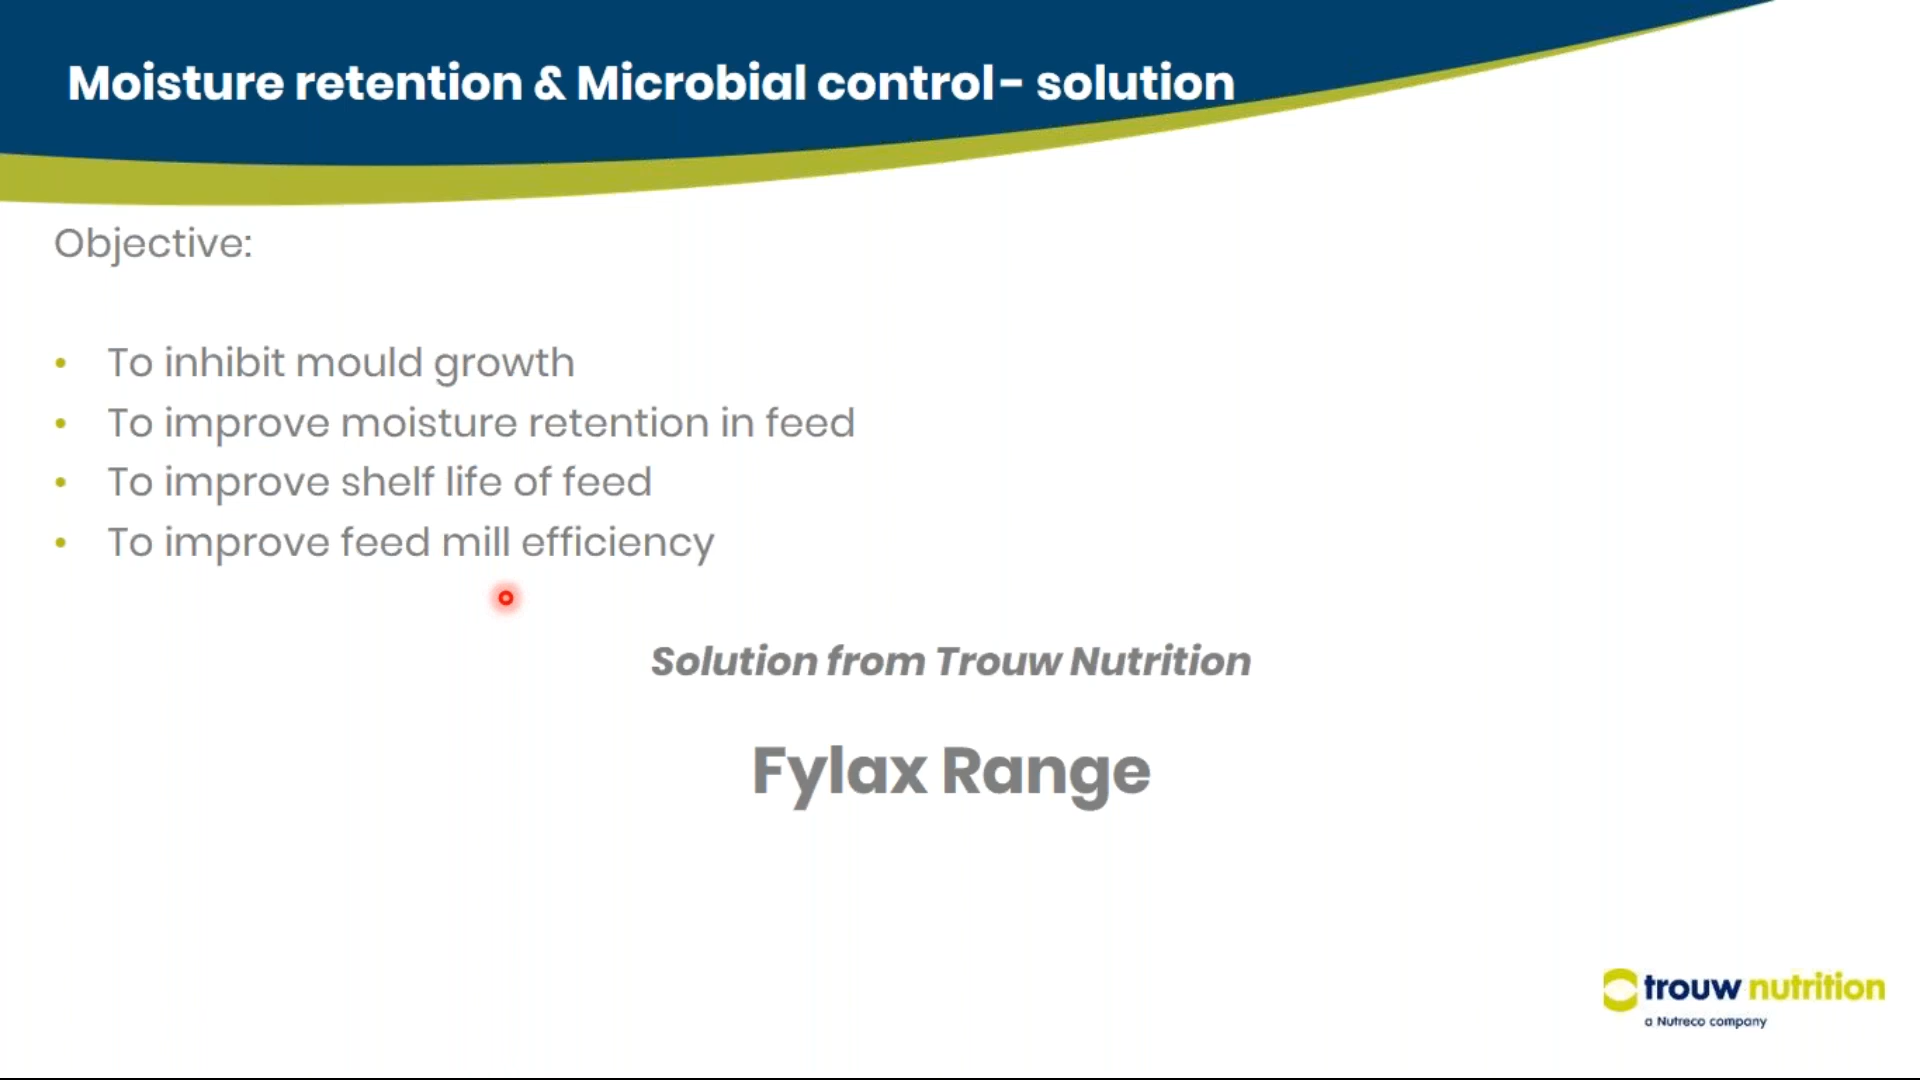 Moisture retention & Microbial control- solution
Objective:
• To inhibit mould growth
• To improve moisture retention in feed
• To improve shelf life of feed
• To improve feed mill efficiency
Solution from Trouw Nutrition
Fylax Range
trouw nutrition
a Nutreco company